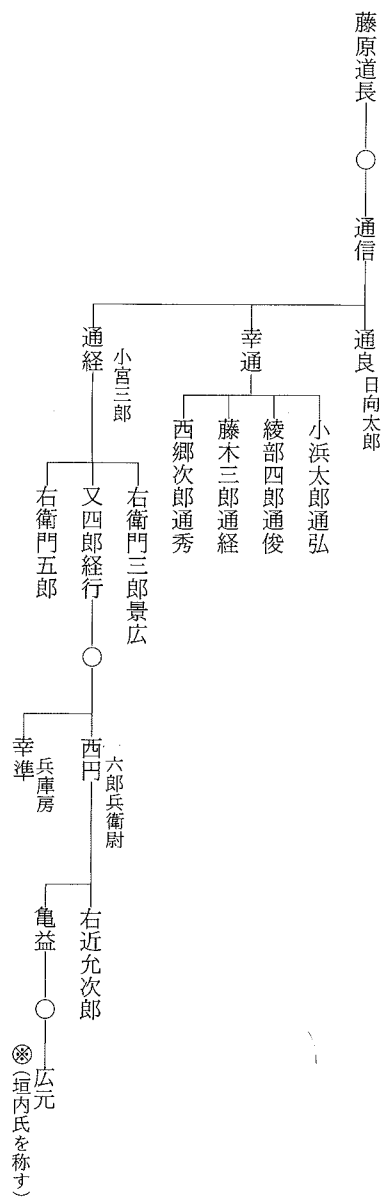 藤原道長
○
通信
通良
日向太郎
幸通
小浜太郎通弘
綾部四郎通俊
藤木三郎通経
西郷次郎通秀
通経
小宮三郎
右衛門三郎景広
又四郎経行
右衛門五郎
○
西円
六郎兵衛尉
幸準
兵庫房
右近允次郎
亀益
○
広元
※(垣内氏を称す)